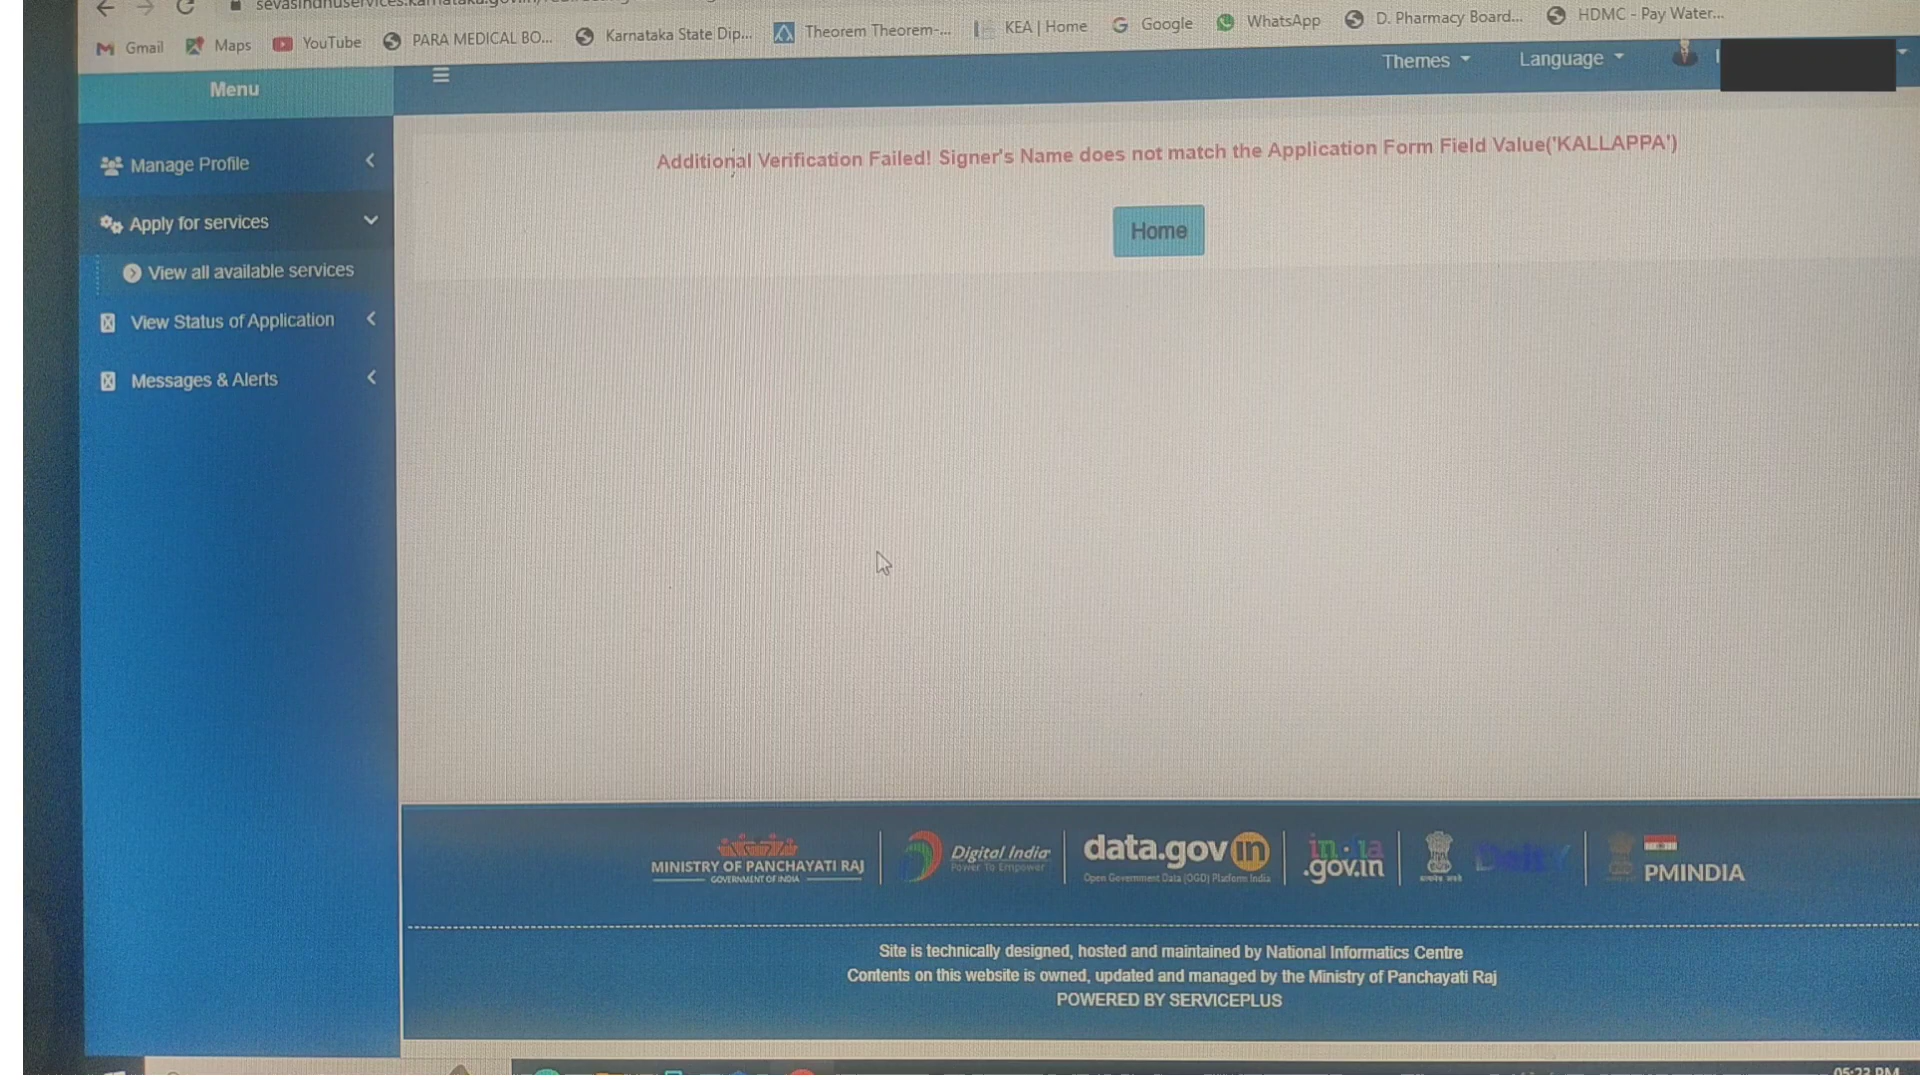 Gmail Maps YouTube PARA MEDICAL BO... Karnataka State Dip... Theorem Theorem-... KEA | Home Google WhatsApp D. Pharmacy Board... HDMC - Pay Water...
Menu
Themes Language
Additional Verification Failed! Signer's Name does not match the Application Form Field Value('KALLAPPA')
Home
Manage Profile
Apply for services
View all available services
View Status of Application
Messages & Alerts
MINISTRY OF PANCHAYATI RAJ
GOVERNMENT OF INDIA
Digital India
Power To Empower
data.gov in
Open Government Data (OGD) Platform India
.gov.in
DeitY
PMINDIA
Site is technically designed, hosted and maintained by National Informatics Centre
Contents on this website is owned, updated and managed by the Ministry of Panchayati Raj
POWERED BY SERVICEPLUS